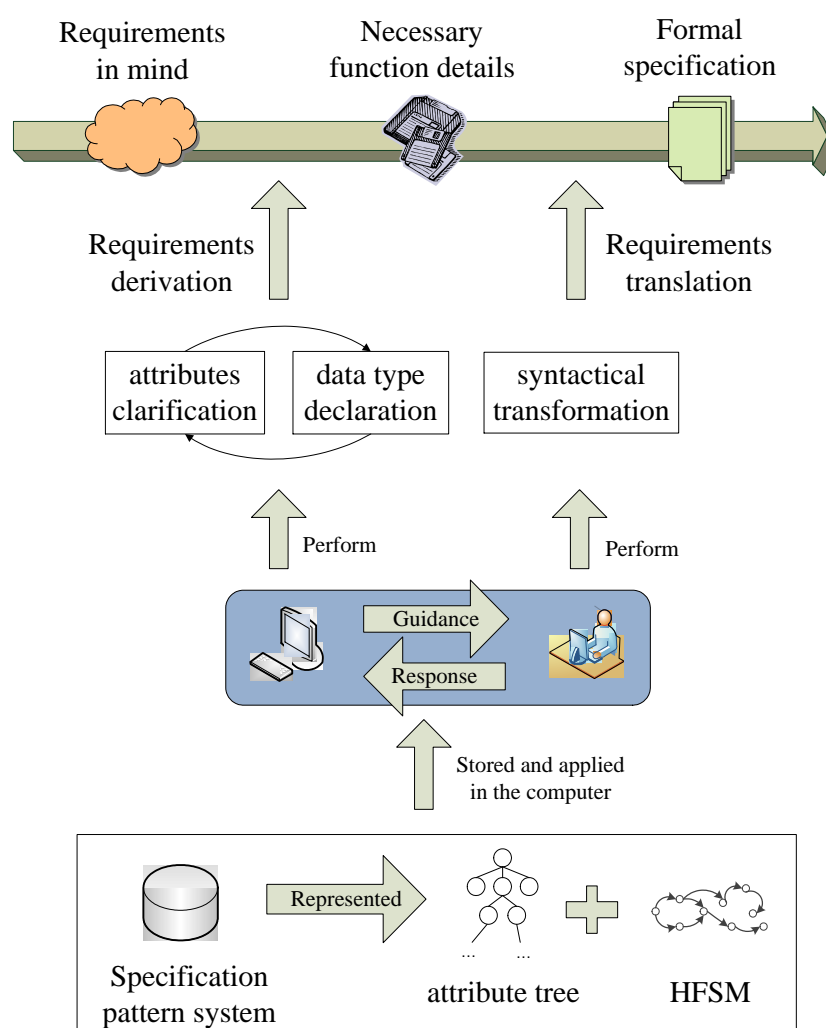 Requirements
in mind
Necessary
function details
Formal
specification
Requirements
derivation
Requirements
translation
attributes
clarification
data type
declaration
syntactical
transformation
Perform
Perform
Guidance
Response
Stored and applied
in the computer
Represented
...
...
Specification
pattern system
attribute tree
HFSM